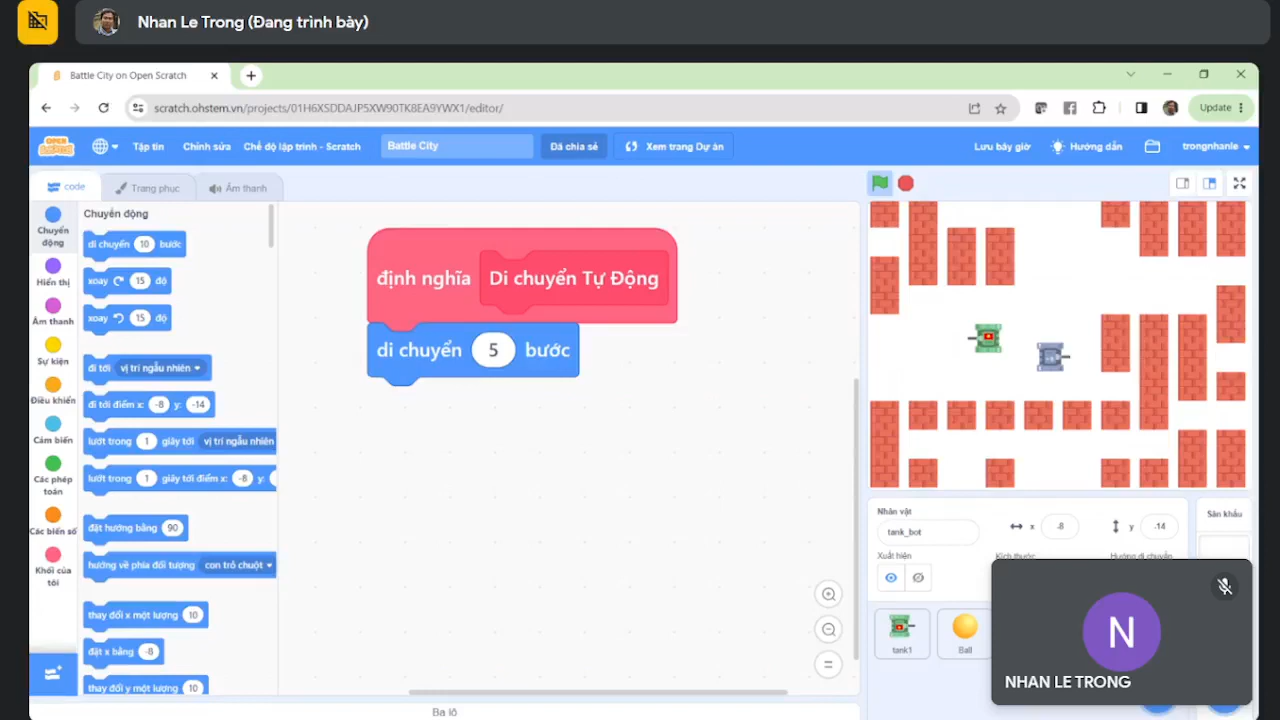 Nhan Le Trong (Đang trình bày)
Battle City on Open Scratch
scratch.ohstem.vn/projects/01H6XSDDAJP5XW90TK8EA9YWX1/editor/
Update
OPEN
Tập tin
Chỉnh sửa
Chế độ lập trình - Scratch
Battle City
Đã chia sẻ
Xem trang Dự án
Lưu bây giờ
Hướng dẫn
trongnhanle
code
Trang phục
Âm thanh
Chuyển động
Hiển thị
Âm thanh
Sự kiện
Điều khiển
Cảm biến
Các phép toán
Các biến số
Khối của tôi
Chuyển động
di chuyển 10 bước
xoay 15 độ
xoay 15 độ
đi tới vị trí ngẫu nhiên
đi tới điểm x: -8 y: -14
lướt trong 1 giây tới vị trí ngẫu nhiên
lướt trong 1 giây tới điểm x: -8 y:
đặt hướng bằng 90
hướng về phía đối tượng con trỏ chuột
thay đổi x một lượng 10
đặt x bằng -8
thay đổi y một lượng 10
định nghĩa Di chuyển Tự Động
di chuyển 5 bước
Nhân vật
tank_bot
x -8
y -14
Xuất hiện
Kích thước
Hướng di chuyển
Sân khấu
tank1
Ball
N
NHAN LE TRONG
Ba lô